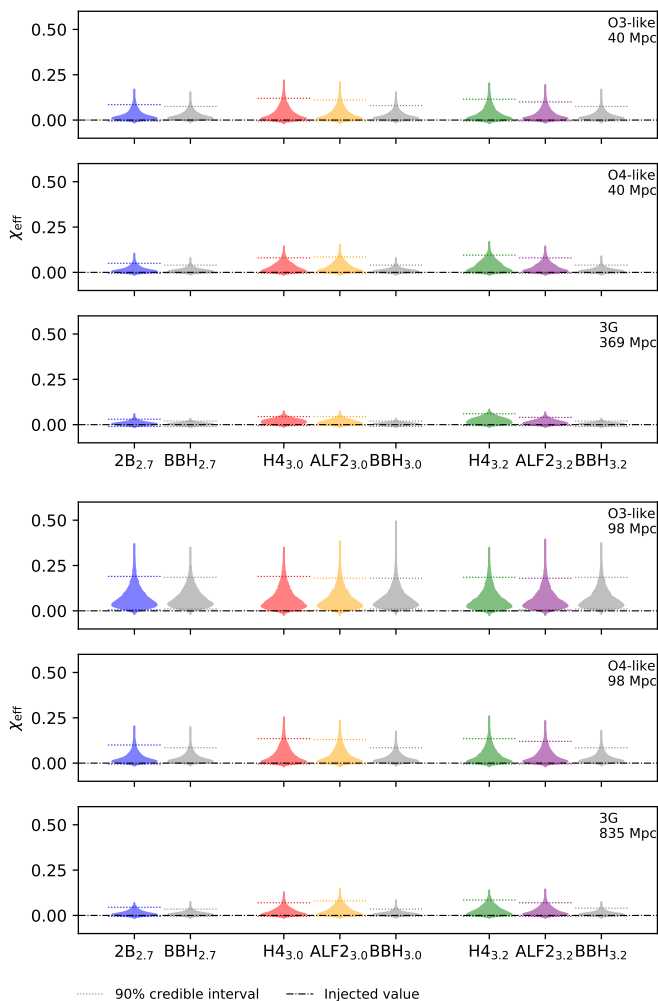 O3-like
40 Mpc
0.50
0.25
0.00
O4-like
40 Mpc
0.50
0.25
0.00
χeff
3G
369 Mpc
0.50
0.25
0.00
2B2.7 BBH2.7 H43.0 ALF23.0 BBH3.0 H43.2 ALF23.2 BBH3.2
O3-like
98 Mpc
0.50
0.25
0.00
O4-like
98 Mpc
0.50
0.25
0.00
χeff
3G
835 Mpc
0.50
0.25
0.00
2B2.7 BBH2.7 H43.0 ALF23.0 BBH3.0 H43.2 ALF23.2 BBH3.2
90% credible interval Injected value